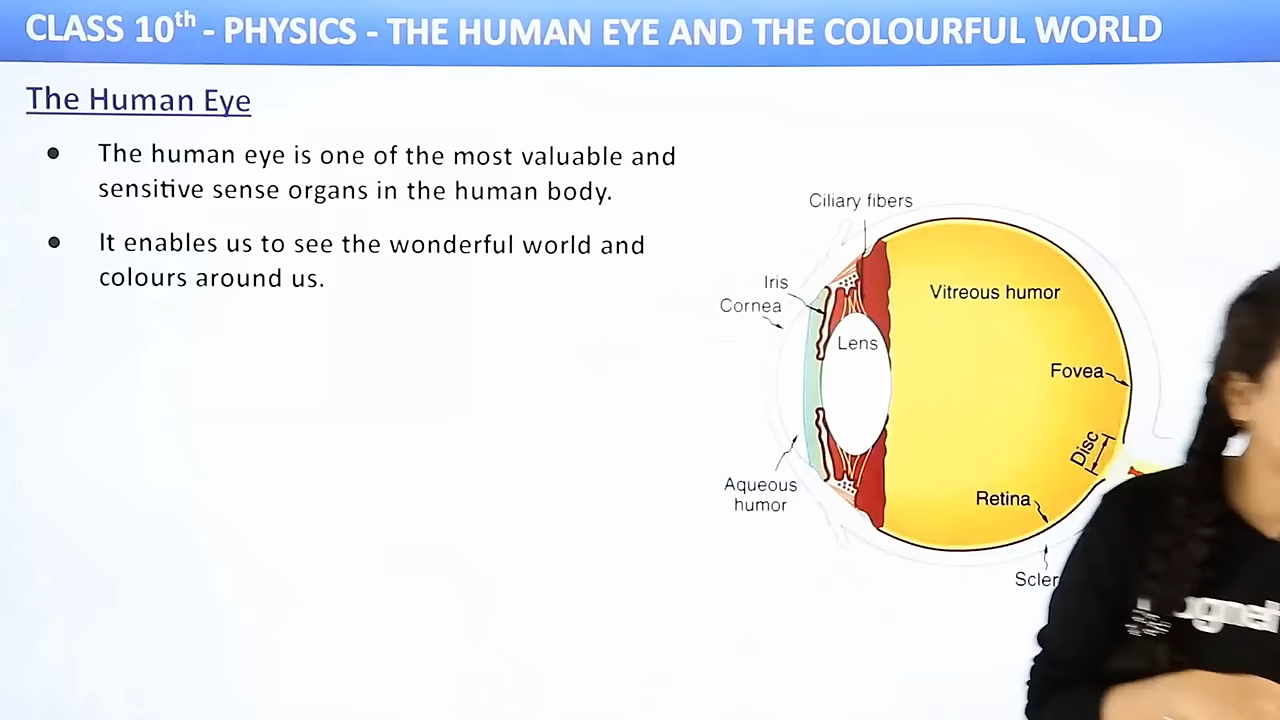 CLASS 10th - PHYSICS - THE HUMAN EYE AND THE COLOURFUL WORLD
The Human Eye
● The human eye is one of the most valuable and
sensitive sense organs in the human body.
● It enables us to see the wonderful world and
colours around us.
Ciliary fibers
Iris
Cornea
Vitreous humor
Lens
Fovea
Disc
Aqueous
humor
Retina